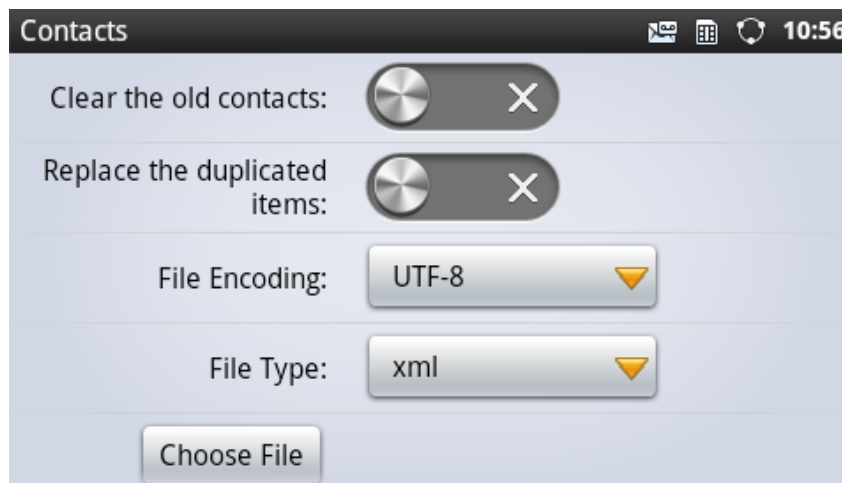 Contacts 10:56
Clear the old contacts:
Replace the duplicated
items:
File Encoding: UTF-8
File Type: xml
Choose File